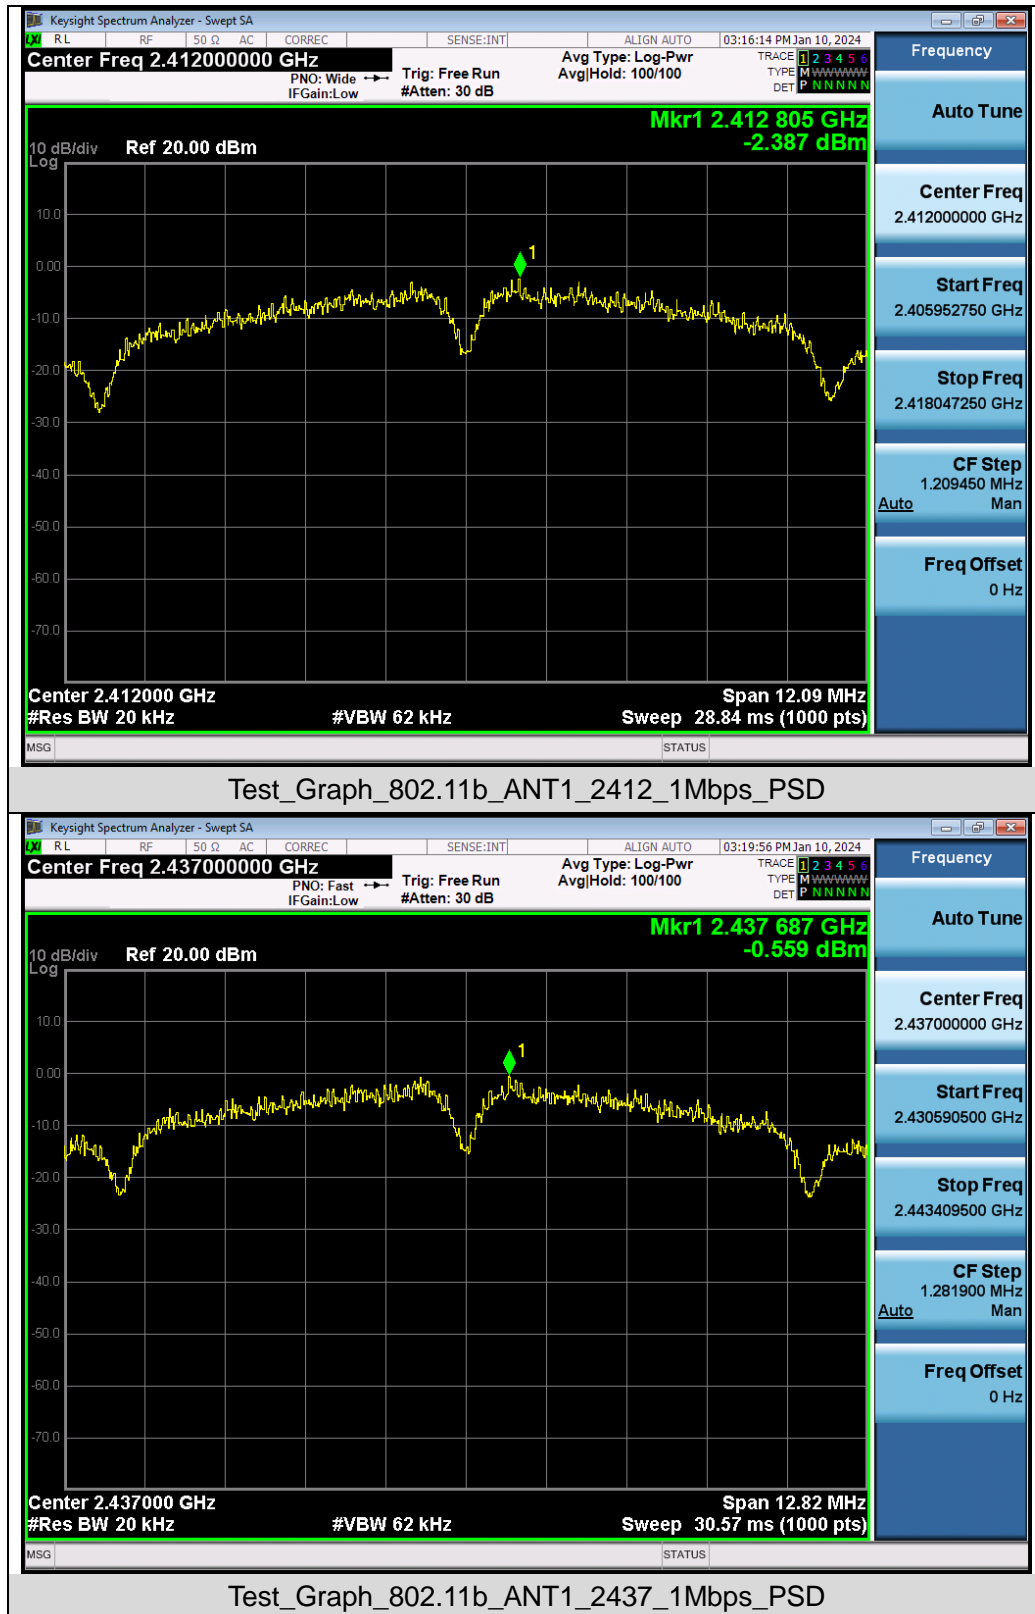 Keysight Spectrum Analyzer - Swept SA
LXI RL RF 50 Ω AC CORREC SENSE:INT ALIGN AUTO 03:16:14 PM Jan 10, 2024
Center Freq 2.412000000 GHz
PNO: Wide
IFGain:Low
Trig: Free Run
#Atten: 30 dB
Avg Type: Log-Pwr
Avg|Hold: 100/100
TRACE 1 2 3 4 5 6
TYPE M WWWWW
DET P N N N N N
Frequency
Mkr1 2.412 805 GHz
-2.387 dBm
10 dB/div Ref 20.00 dBm
Log
10.0
0.00
-10.0
-20.0
-30.0
-40.0
-50.0
-60.0
-70.0
1
Center 2.412000 GHz
Span 12.09 MHz
#Res BW 20 kHz
#VBW 62 kHz
Sweep 28.84 ms (1000 pts)
MSG
STATUS
Auto Tune
Center Freq
2.412000000 GHz
Start Freq
2.405952750 GHz
Stop Freq
2.418047250 GHz
CF Step
1.209450 MHz
Auto Man
Freq Offset
0 Hz
Test_Graph_802.11b_ANT1_2412_1Mbps_PSD
Keysight Spectrum Analyzer - Swept SA
LXI RL RF 50 Ω AC CORREC SENSE:INT ALIGN AUTO 03:19:56 PM Jan 10, 2024
Center Freq 2.437000000 GHz
PNO: Fast
IFGain:Low
Trig: Free Run
#Atten: 30 dB
Avg Type: Log-Pwr
Avg|Hold: 100/100
TRACE 1 2 3 4 5 6
TYPE M WWWWW
DET P N N N N N
Frequency
Mkr1 2.437 687 GHz
-0.559 dBm
10 dB/div Ref 20.00 dBm
Log
10.0
0.00
-10.0
-20.0
-30.0
-40.0
-50.0
-60.0
-70.0
1
Center 2.437000 GHz
Span 12.82 MHz
#Res BW 20 kHz
#VBW 62 kHz
Sweep 30.57 ms (1000 pts)
MSG
STATUS
Auto Tune
Center Freq
2.437000000 GHz
Start Freq
2.430590500 GHz
Stop Freq
2.443409500 GHz
CF Step
1.281900 MHz
Auto Man
Freq Offset
0 Hz
Test_Graph_802.11b_ANT1_2437_1Mbps_PSD